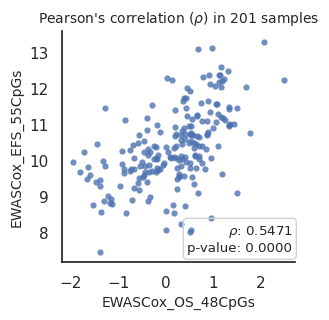 Pearson's correlation (ρ) in 201 samples
EWASCox_EFS_55CpGs
13
12
11
10
9
8
ρ: 0.5471
p-value: 0.0000
−2 −1 0 1 2
EWASCox_OS_48CpGs